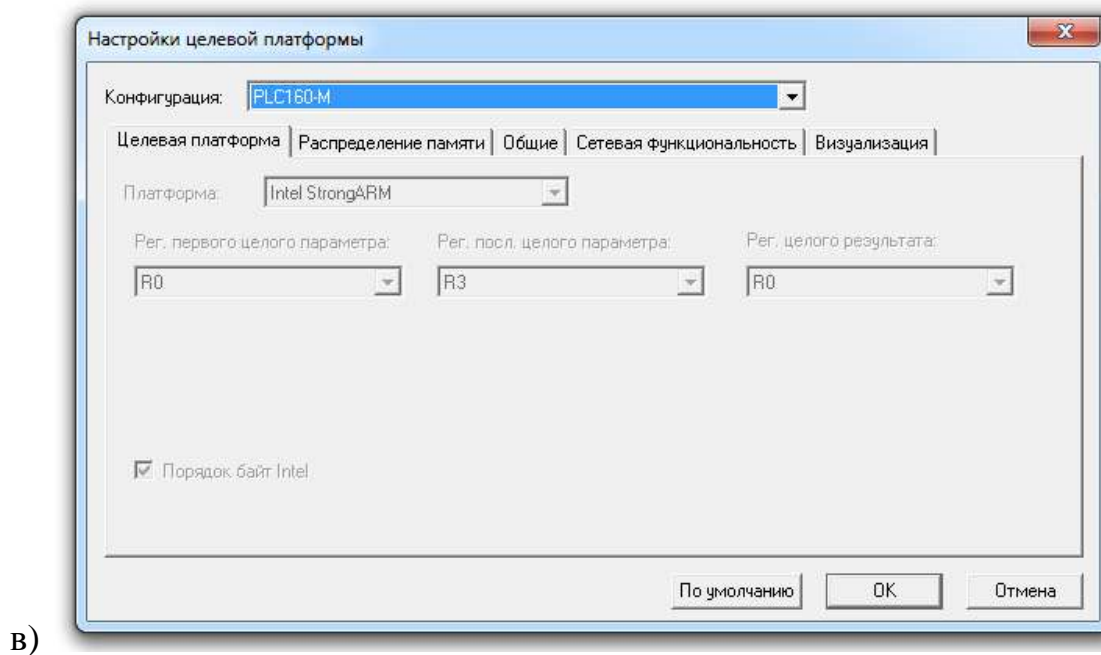 Настройки целевой платформы
Конфигурация: PLC160-M
Целевая платформа Распределение памяти Общие Сетевая функциональность Визуализация
Платформа: Intel StrongARM
Рег. первого целого параметра: Рег. посл. целого параметра: Рег. целого результата:
R0 R3 R0
Порядок байт Intel
По умолчанию OK Отмена
в)